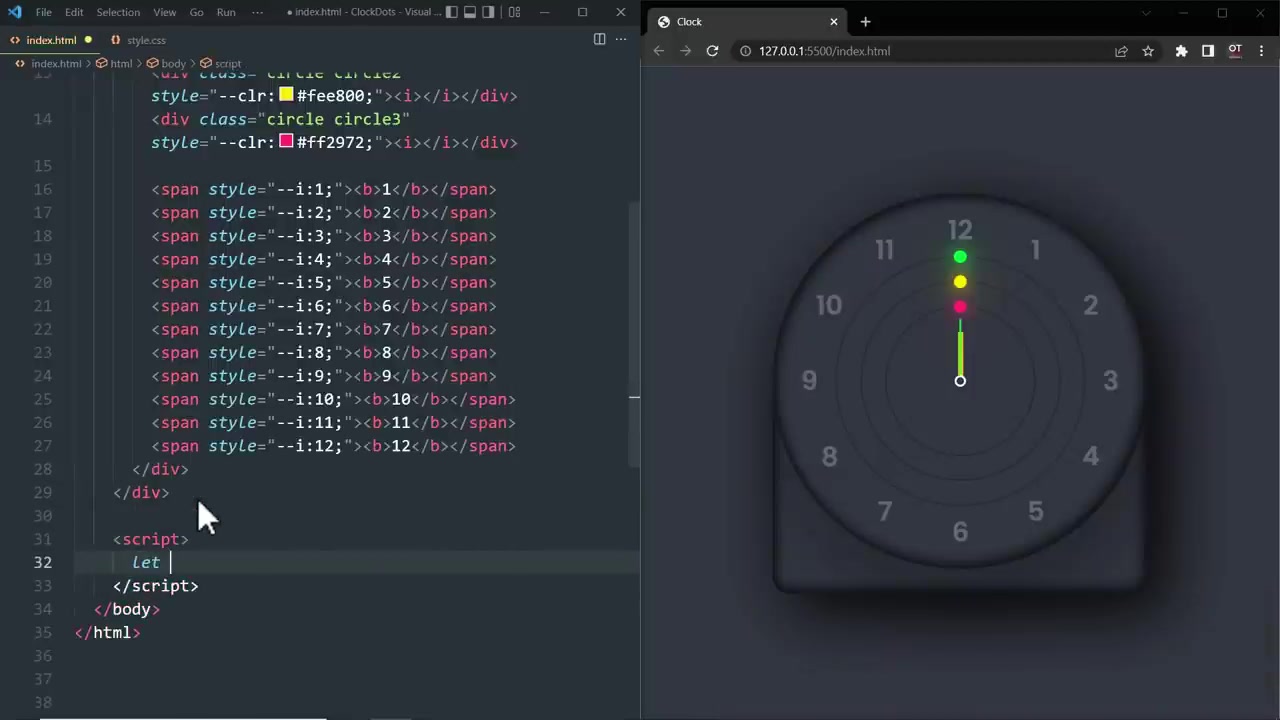 File Edit Selection View Go Run ··· ● index.html - ClockDots - Visual ...
index.html ● style.css
index.html > html > body > script
13 <div class="circle circle2"
style="--clr:#fee800;"><i></i></div>
14 <div class="circle circle3"
style="--clr:#ff2972;"><i></i></div>
15
16 <span style="--i:1;"><b>1</b></span>
17 <span style="--i:2;"><b>2</b></span>
18 <span style="--i:3;"><b>3</b></span>
19 <span style="--i:4;"><b>4</b></span>
20 <span style="--i:5;"><b>5</b></span>
21 <span style="--i:6;"><b>6</b></span>
22 <span style="--i:7;"><b>7</b></span>
23 <span style="--i:8;"><b>8</b></span>
24 <span style="--i:9;"><b>9</b></span>
25 <span style="--i:10;"><b>10</b></span>
26 <span style="--i:11;"><b>11</b></span>
27 <span style="--i:12;"><b>12</b></span>
28 </div>
29 </div>
30
31 <script>
32 let
33 </script>
34 </body>
35 </html>
36
37
38
Clock
127.0.0.1:5500/index.html
OT
12
11 1
10 2
9 3
8 4
7 5
6